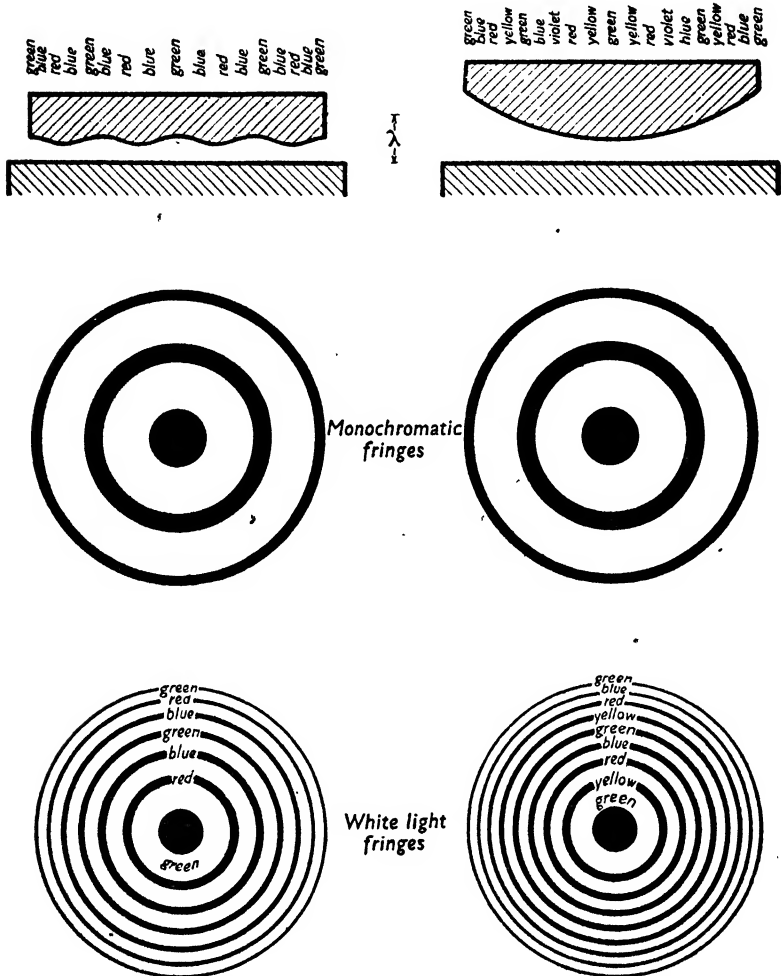 green
blue
red
blue
green
blue
red
blue
green
blue
red
blue
green
blue
red
blue
green
green
blue
red
yellow
green
blue
violet
red
yellow
green
yellow
red
violet
blue
green
yellow
red
blue
green
λ
Monochromatic
fringes
green
red
blue
green
blue
red
green
White light
fringes
green
blue
red
yellow
green
blue
red
yellow
green